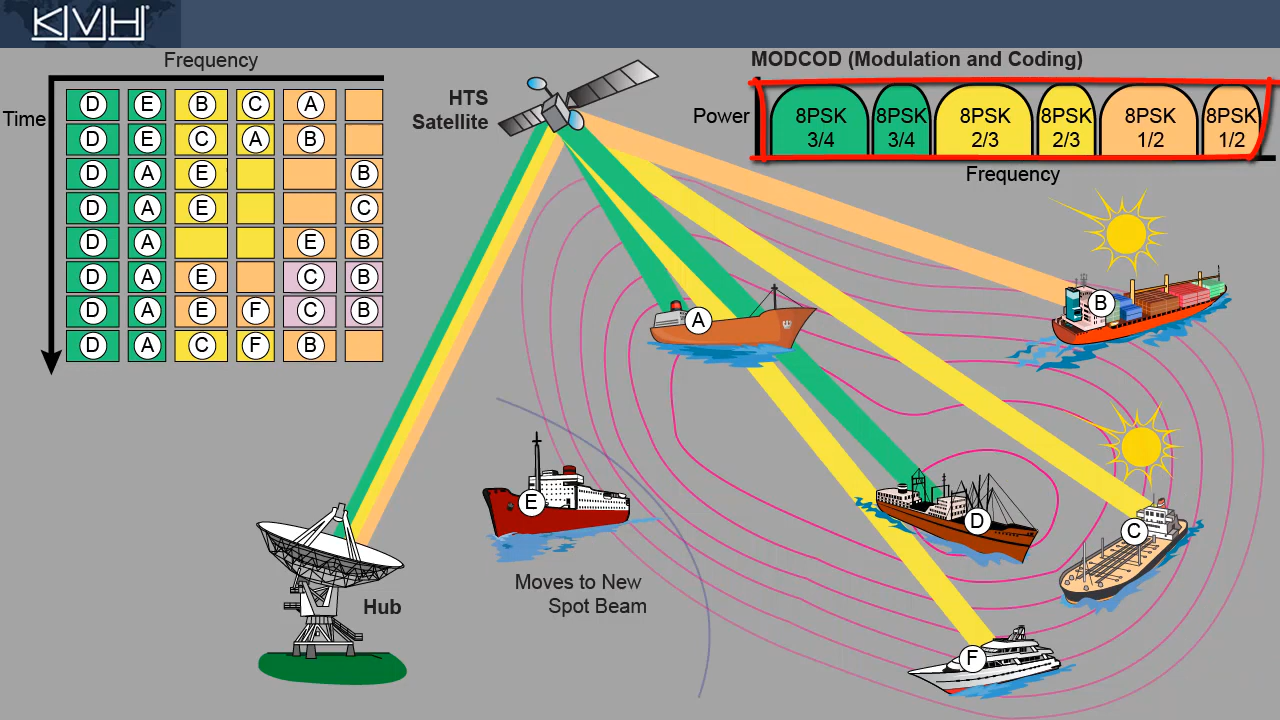 KVH
Frequency
Time
D E B C A
D E C A B
D A E B
D A E C
D A E B
D A E C B
D A E F C B
D A C F B
HTS
Satellite
MODCOD (Modulation and Coding)
Power
8PSK 8PSK 8PSK 8PSK 8PSK 8PSK
3/4 3/4 2/3 2/3 1/2 1/2
Frequency
B
A
E
D
C
Moves to New
Spot Beam
Hub
F